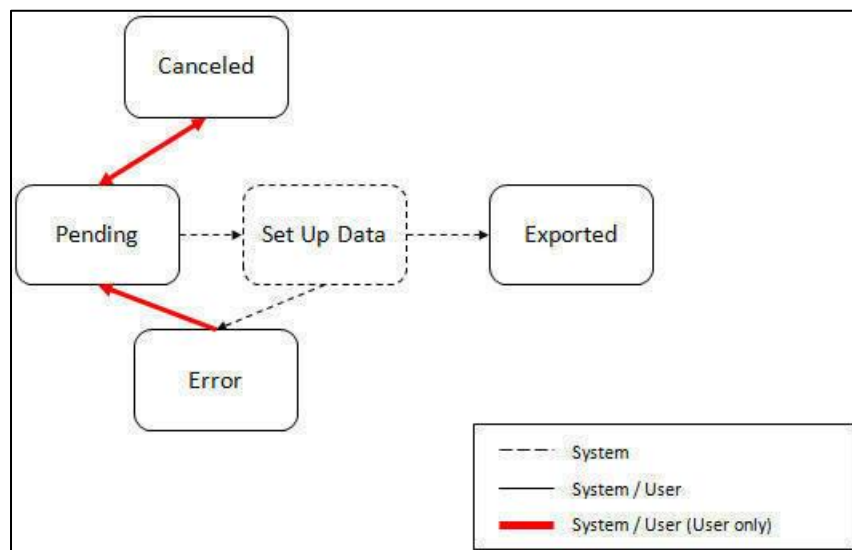 Canceled
Pending
Set Up Data
Exported
Error
System
System / User
System / User (User only)